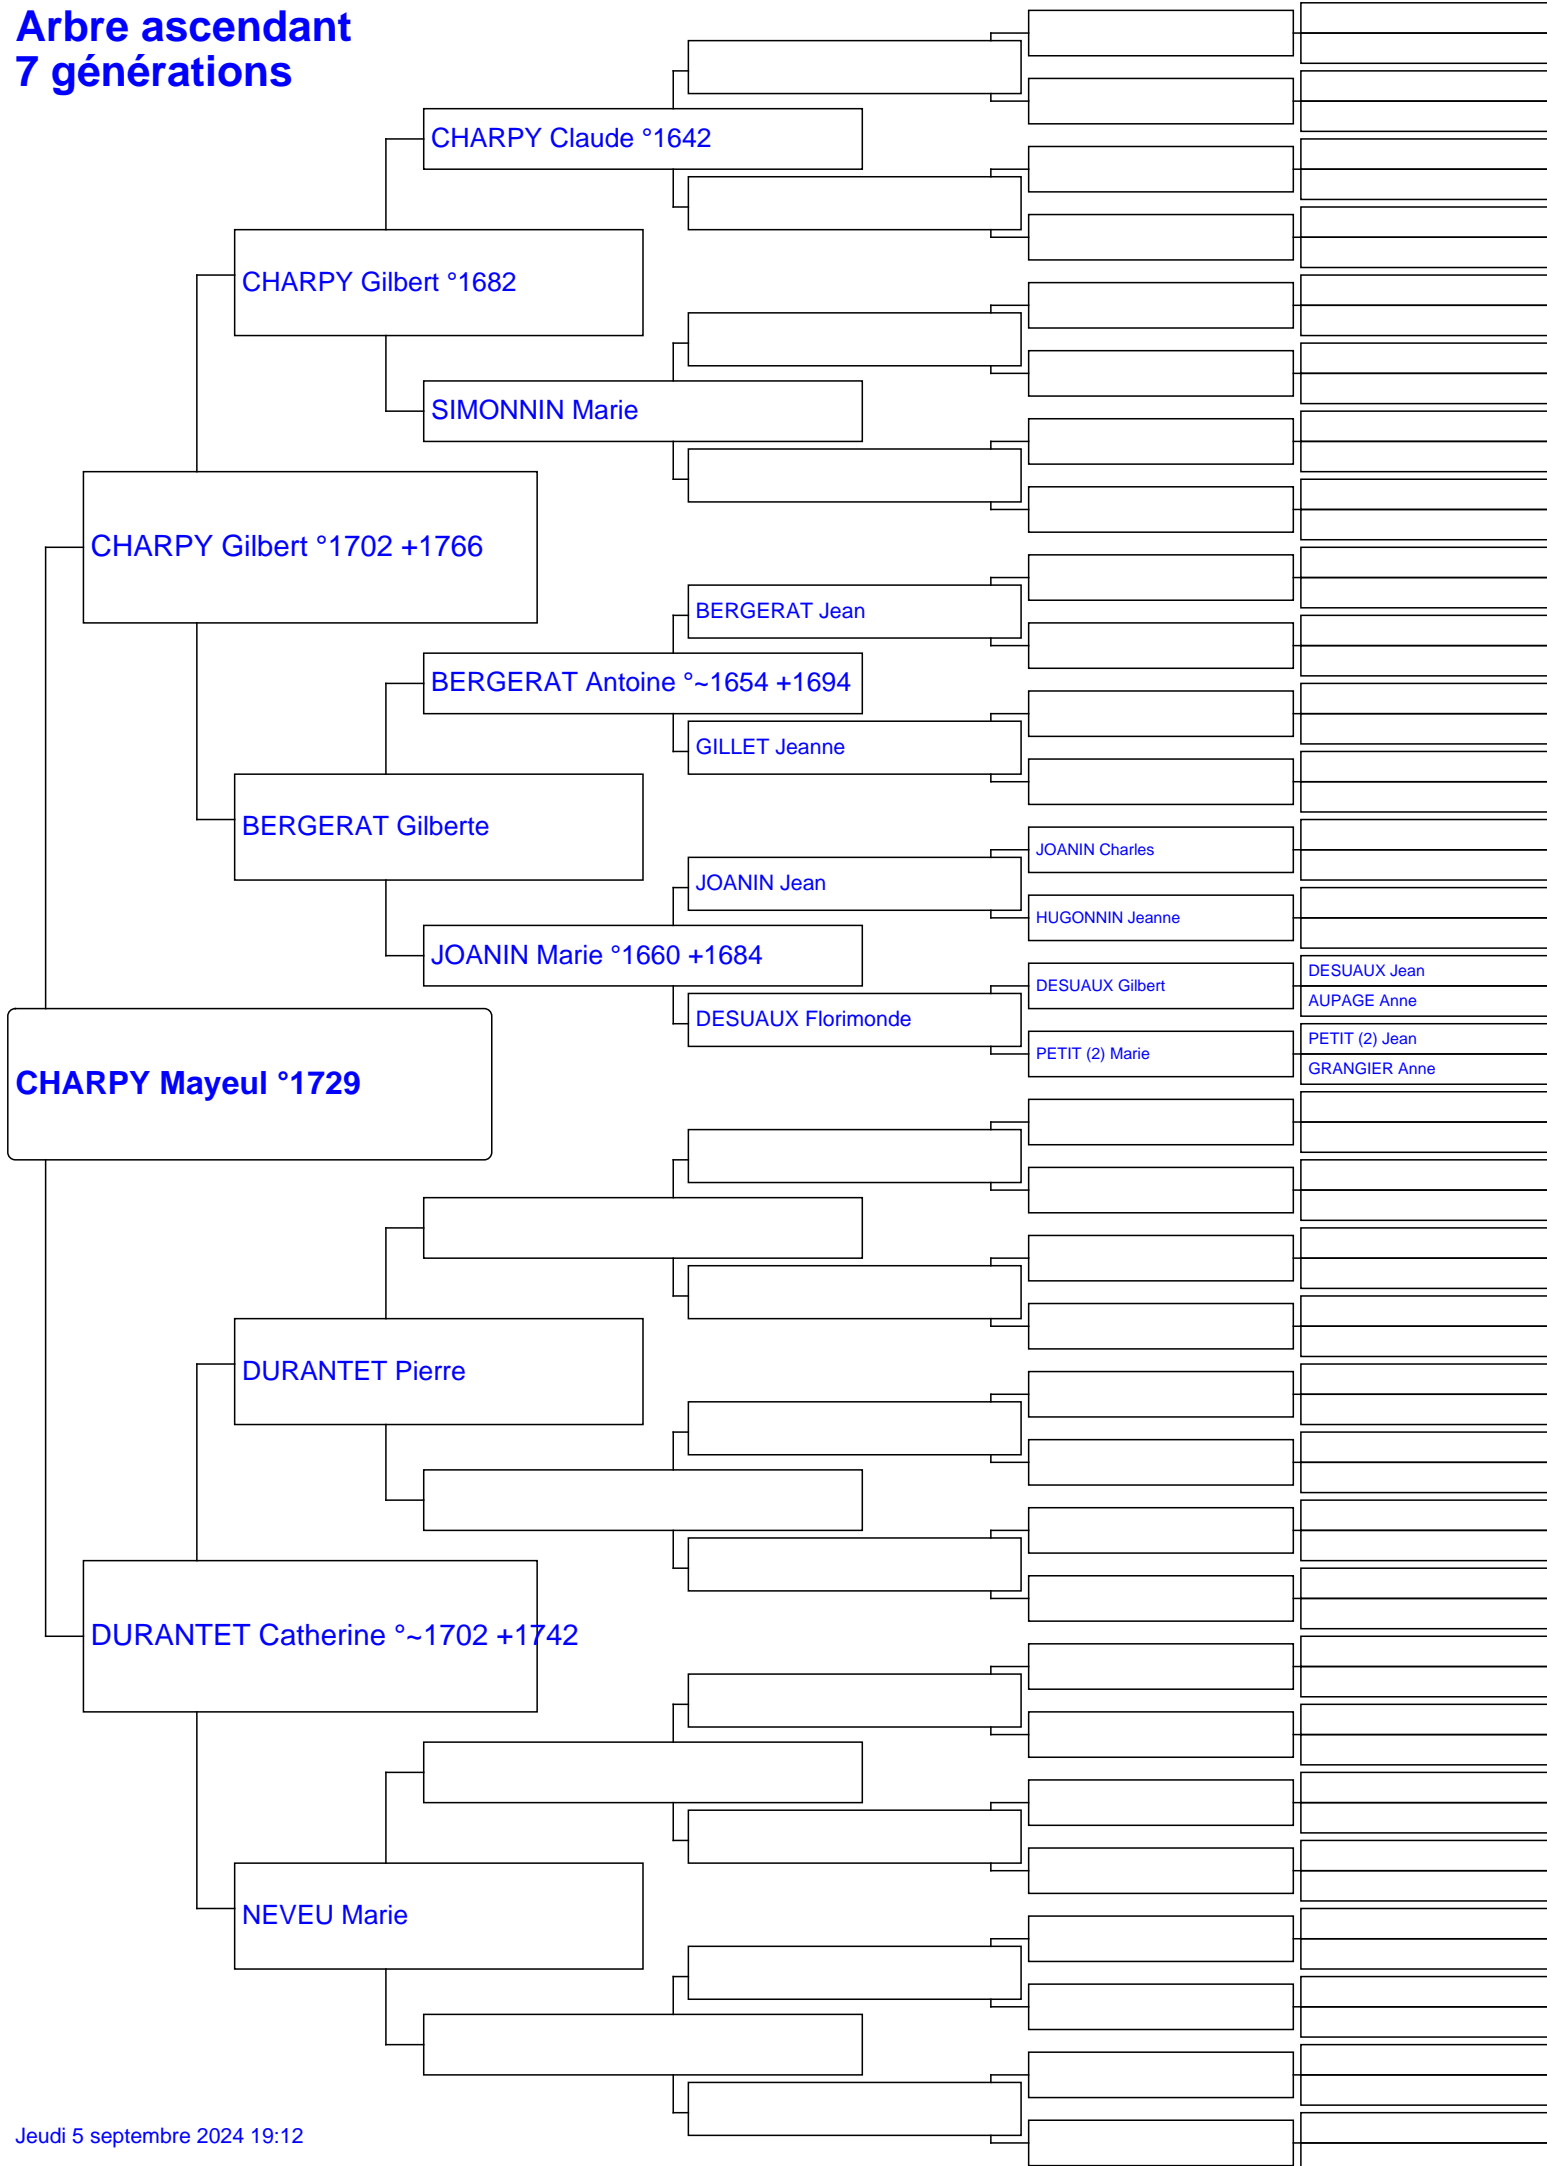 Arbre ascendant
7 générations
CHARPY Claude °1642
CHARPY Gilbert °1682
SIMONNIN Marie
CHARPY Gilbert °1702 +1766
BERGERAT Jean
BERGERAT Antoine °~1654 +1694
GILLET Jeanne
BERGERAT Gilberte
JOANIN Charles
JOANIN Jean
HUGONNIN Jeanne
JOANIN Marie °1660 +1684
DESUAUX Jean
DESUAUX Gilbert
AUPAGE Anne
DESUAUX Florimonde
PETIT (2) Jean
PETIT (2) Marie
GRANGIER Anne
CHARPY Mayeul °1729
DURANTET Pierre
DURANTET Catherine °~1702 +1742
NEVEU Marie
Jeudi 5 septembre 2024 19:12